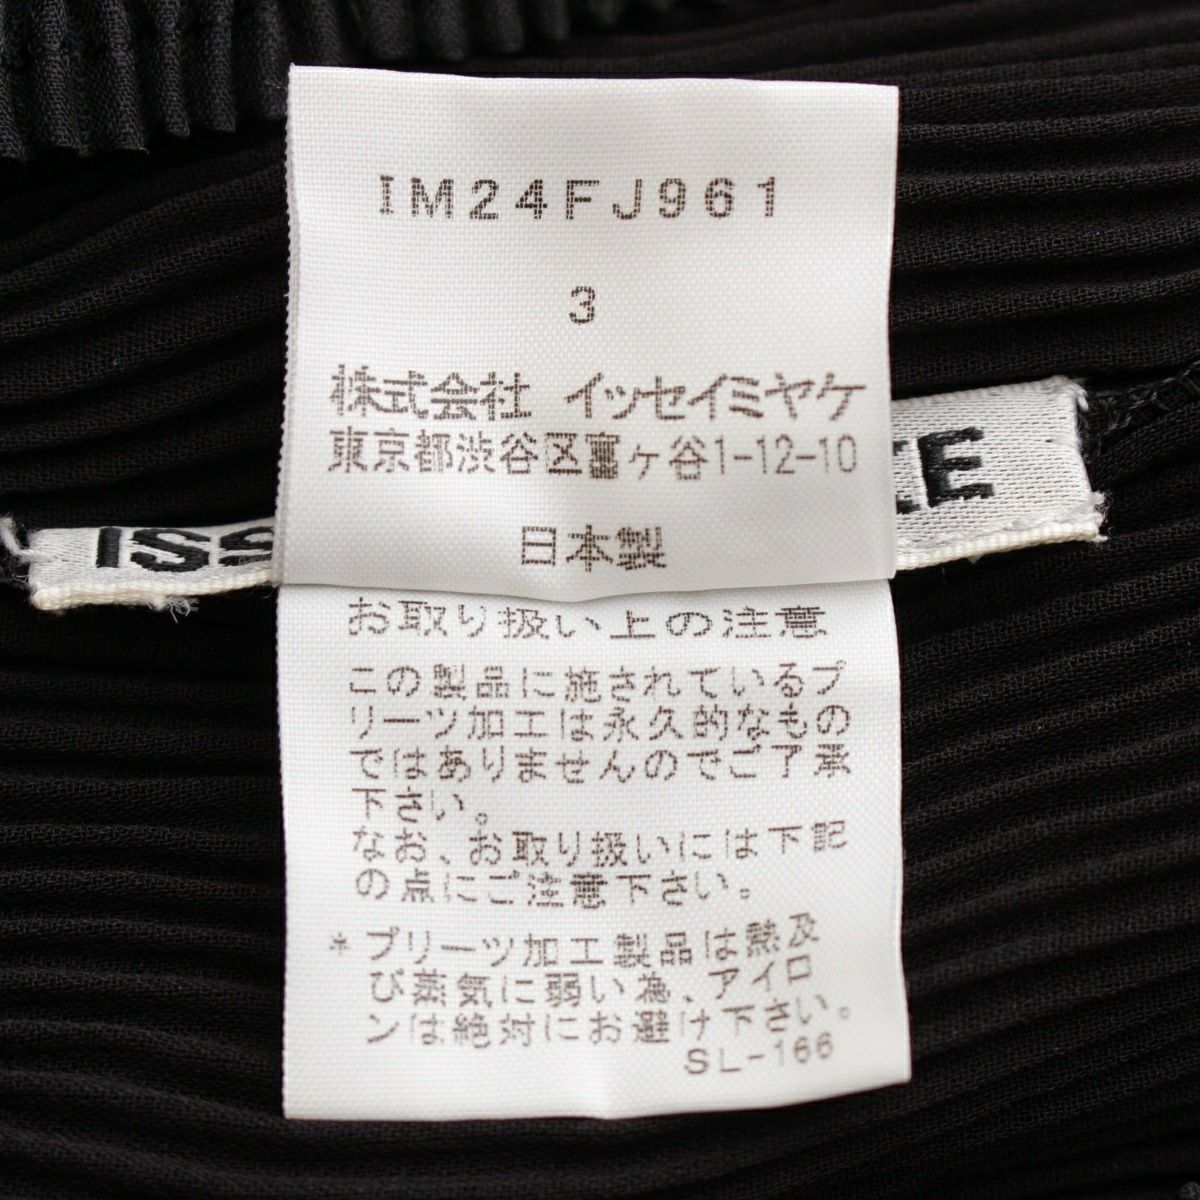 IM24FJ961
3
株式会社 イッセイミヤケ
東京都渋谷区富ヶ谷1-12-10
日本製
ISS
KE
お取り扱い上の注意
この製品に施されているプ
リーツ加工は永久的なもの
ではありませんのでご了承
下さい。
なお、お取り扱いには下記
の点にご注意下さい。
*プリーツ加工製品は熱及
び蒸気に弱い為、アイロ
ンは絶対にお避け下さい。
SL-166